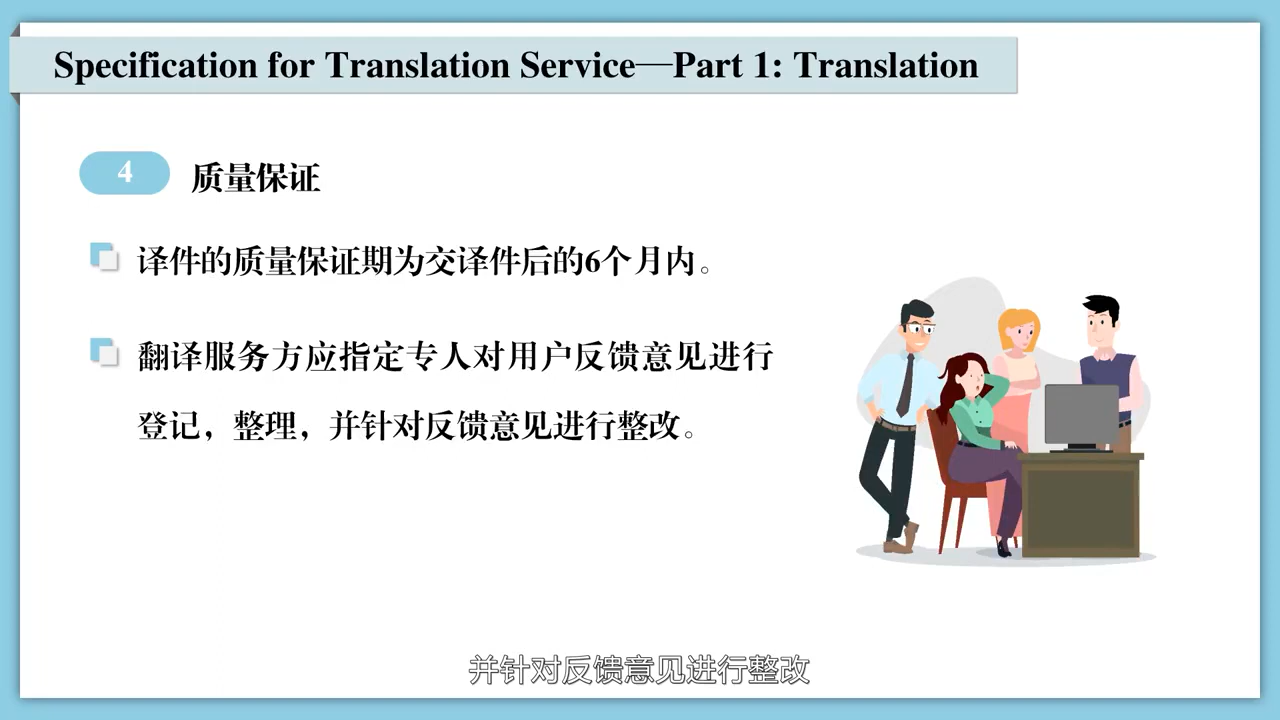 Specification for Translation Service—Part 1: Translation
4 质量保证
译件的质量保证期为交译件后的6个月内。
翻译服务方应指定专人对用户反馈意见进行
登记，整理，并针对反馈意见进行整改。
并针对反馈意见进行整改